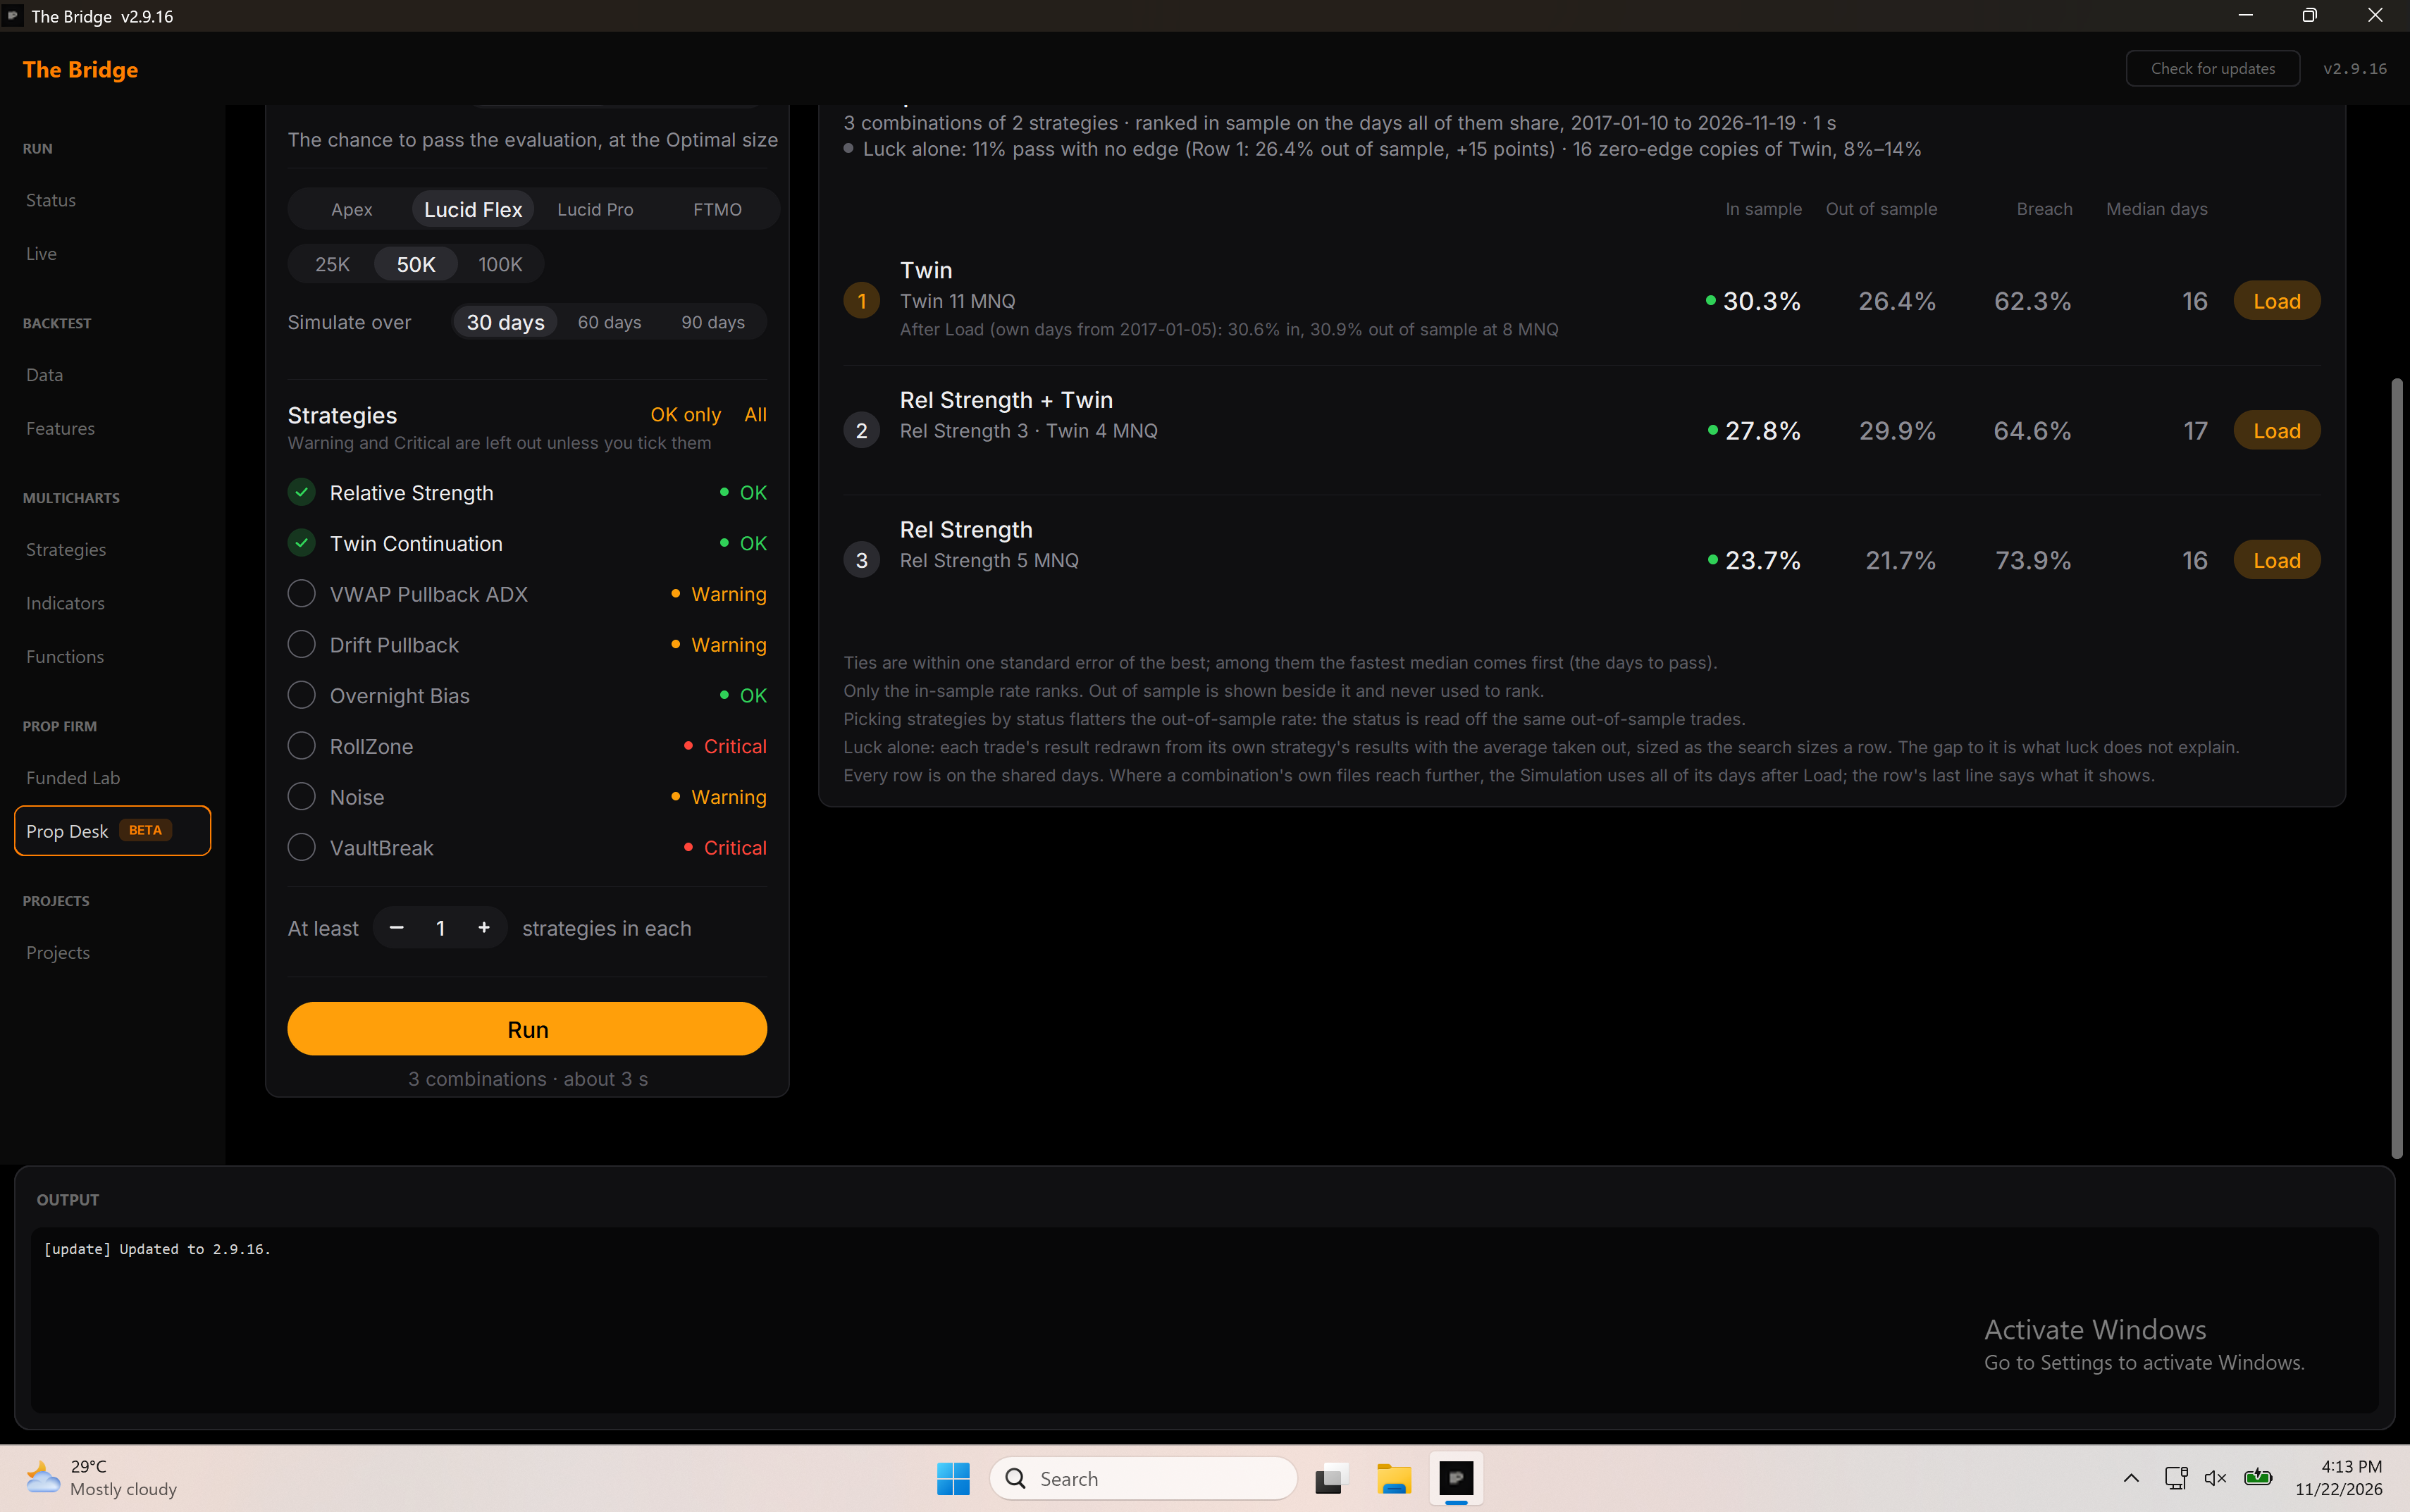 The Bridge v2.9.16
The Bridge
Check for updates
v2.9.16
RUN
Status
Live
BACKTEST
Data
Features
MULTICHARTS
Strategies
Indicators
Functions
PROP FIRM
Funded Lab
Prop Desk BETA
PROJECTS
Projects
The chance to pass the evaluation, at the Optimal size
Apex Lucid Flex Lucid Pro FTMO
25K 50K 100K
Simulate over 30 days 60 days 90 days
Strategies OK only All
Warning and Critical are left out unless you tick them
Relative Strength OK
Twin Continuation OK
VWAP Pullback ADX Warning
Drift Pullback Warning
Overnight Bias OK
RollZone Critical
Noise Warning
VaultBreak Critical
At least − 1 + strategies in each
Run
3 combinations · about 3 s
3 combinations of 2 strategies · ranked in sample on the days all of them share, 2017-01-10 to 2026-11-19 · 1 s
Luck alone: 11% pass with no edge (Row 1: 26.4% out of sample, +15 points) · 16 zero-edge copies of Twin, 8%–14%
In sample Out of sample Breach Median days
Twin
1 Twin 11 MNQ 30.3% 26.4% 62.3% 16 Load
After Load (own days from 2017-01-05): 30.6% in, 30.9% out of sample at 8 MNQ
Rel Strength + Twin
2 Rel Strength 3 · Twin 4 MNQ 27.8% 29.9% 64.6% 17 Load
Rel Strength
3 Rel Strength 5 MNQ 23.7% 21.7% 73.9% 16 Load
Ties are within one standard error of the best; among them the fastest median comes first (the days to pass).
Only the in-sample rate ranks. Out of sample is shown beside it and never used to rank.
Picking strategies by status flatters the out-of-sample rate: the status is read off the same out-of-sample trades.
Luck alone: each trade's result redrawn from its own strategy's results with the average taken out, sized as the search sizes a row. The gap to it is what luck does not explain.
Every row is on the shared days. Where a combination's own files reach further, the Simulation uses all of its days after Load; the row's last line says what it shows.
OUTPUT
[update] Updated to 2.9.16.
Activate Windows
Go to Settings to activate Windows.
29°C
Mostly cloudy
Search
4:13 PM
11/22/2026